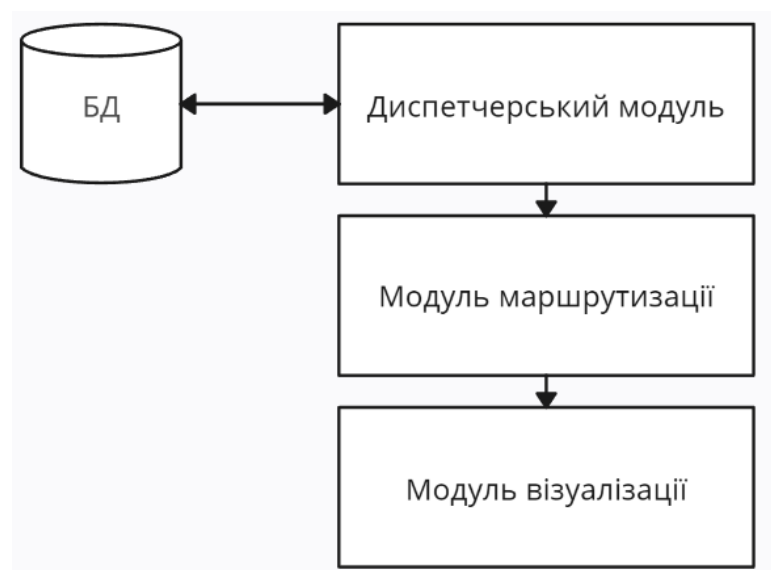 БД
Диспетчерський модуль
Модуль маршрутизації
Модуль візуалізації